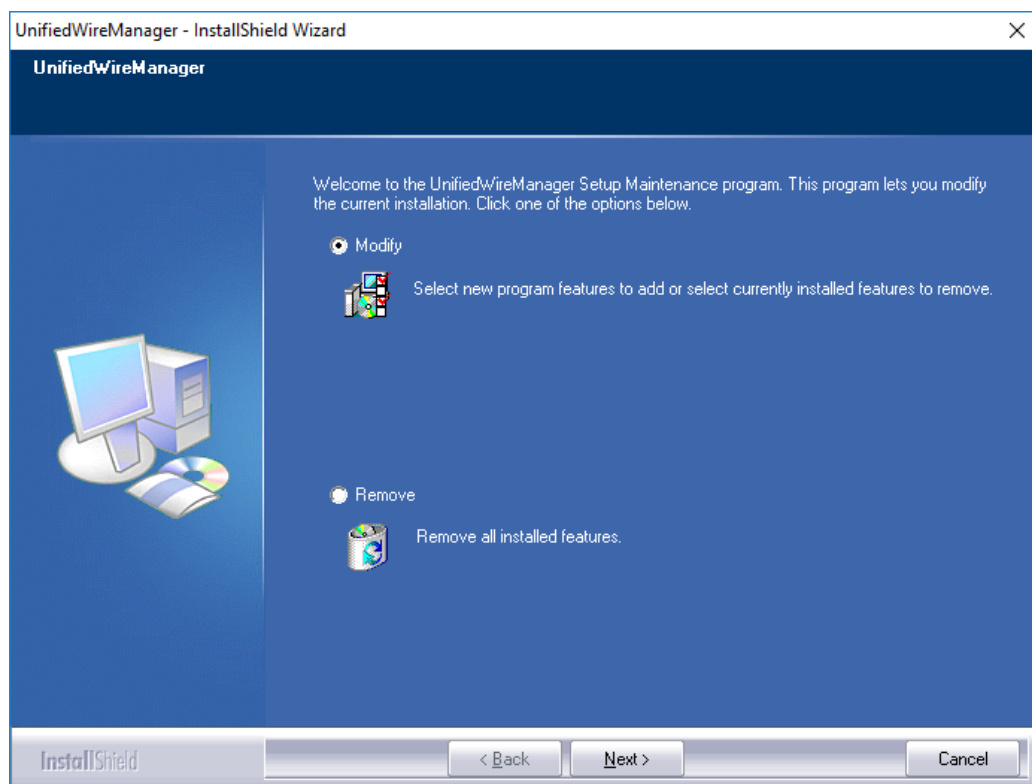 UnifiedWireManager - InstallShield Wizard
UnifiedWireManager
Welcome to the UnifiedWireManager Setup Maintenance program. This program lets you modify
the current installation. Click one of the options below.
Modify
Select new program features to add or select currently installed features to remove.
Remove
Remove all installed features.
InstallShield
< Back
Next >
Cancel